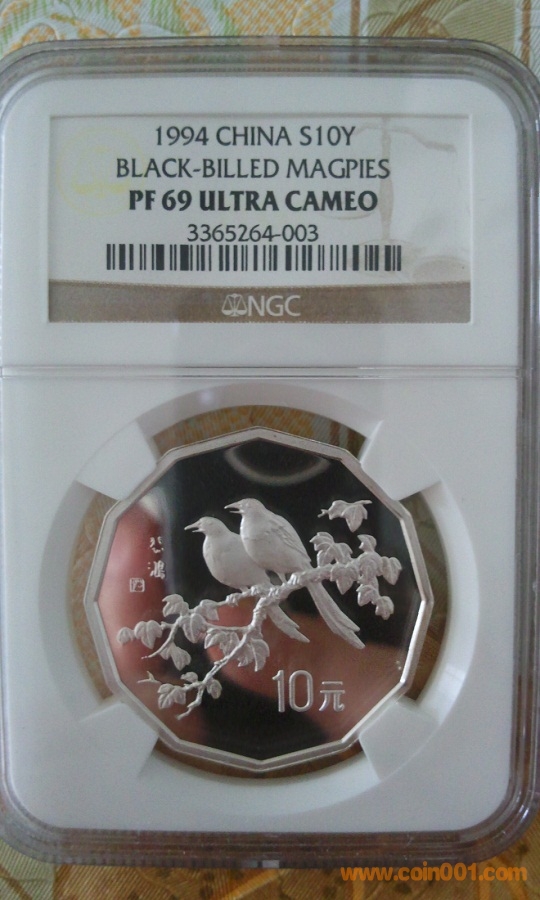 1994 CHINA S10Y
BLACK-BILLED MAGPIES
PF 69 ULTRA CAMEO
3365264-003
NGC
悲鴻
10元
www.coin001.com